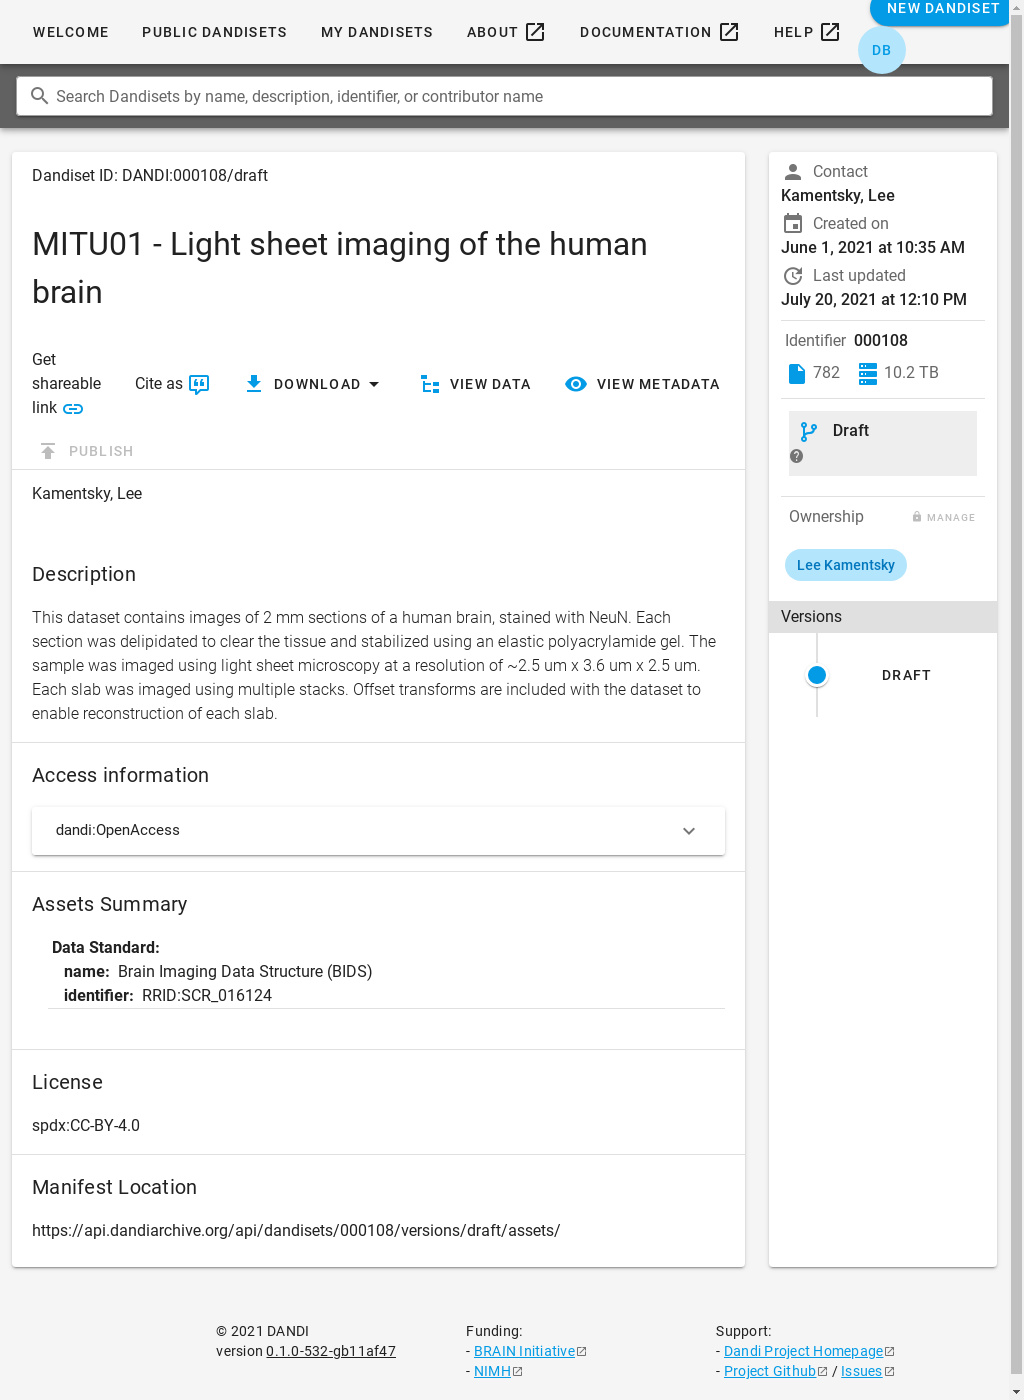 WELCOME PUBLIC DANDISETS MY DANDISETS ABOUT DOCUMENTATION HELP NEW DANDISET
DB
Search Dandisets by name, description, identifier, or contributor name
Dandiset ID: DANDI:000108/draft
MITU01 - Light sheet imaging of the human
brain
Get
shareable
link
Cite as
DOWNLOAD
VIEW DATA
VIEW METADATA
PUBLISH
Kamentsky, Lee
Description
This dataset contains images of 2 mm sections of a human brain, stained with NeuN. Each
section was delipidated to clear the tissue and stabilized using an elastic polyacrylamide gel. The
sample was imaged using light sheet microscopy at a resolution of ~2.5 um x 3.6 um x 2.5 um.
Each slab was imaged using multiple stacks. Offset transforms are included with the dataset to
enable reconstruction of each slab.
Access information
dandi:OpenAccess
Assets Summary
Data Standard:
name: Brain Imaging Data Structure (BIDS)
identifier: RRID:SCR_016124
License
spdx:CC-BY-4.0
Manifest Location
https://api.dandiarchive.org/api/dandisets/000108/versions/draft/assets/
Contact
Kamentsky, Lee
Created on
June 1, 2021 at 10:35 AM
Last updated
July 20, 2021 at 12:10 PM
Identifier 000108
782 10.2 TB
Draft
Ownership MANAGE
Lee Kamentsky
Versions
DRAFT
© 2021 DANDI
version 0.1.0-532-gb11af47
Funding:
- BRAIN Initiative
- NIMH
Support:
- Dandi Project Homepage
- Project Github / Issues